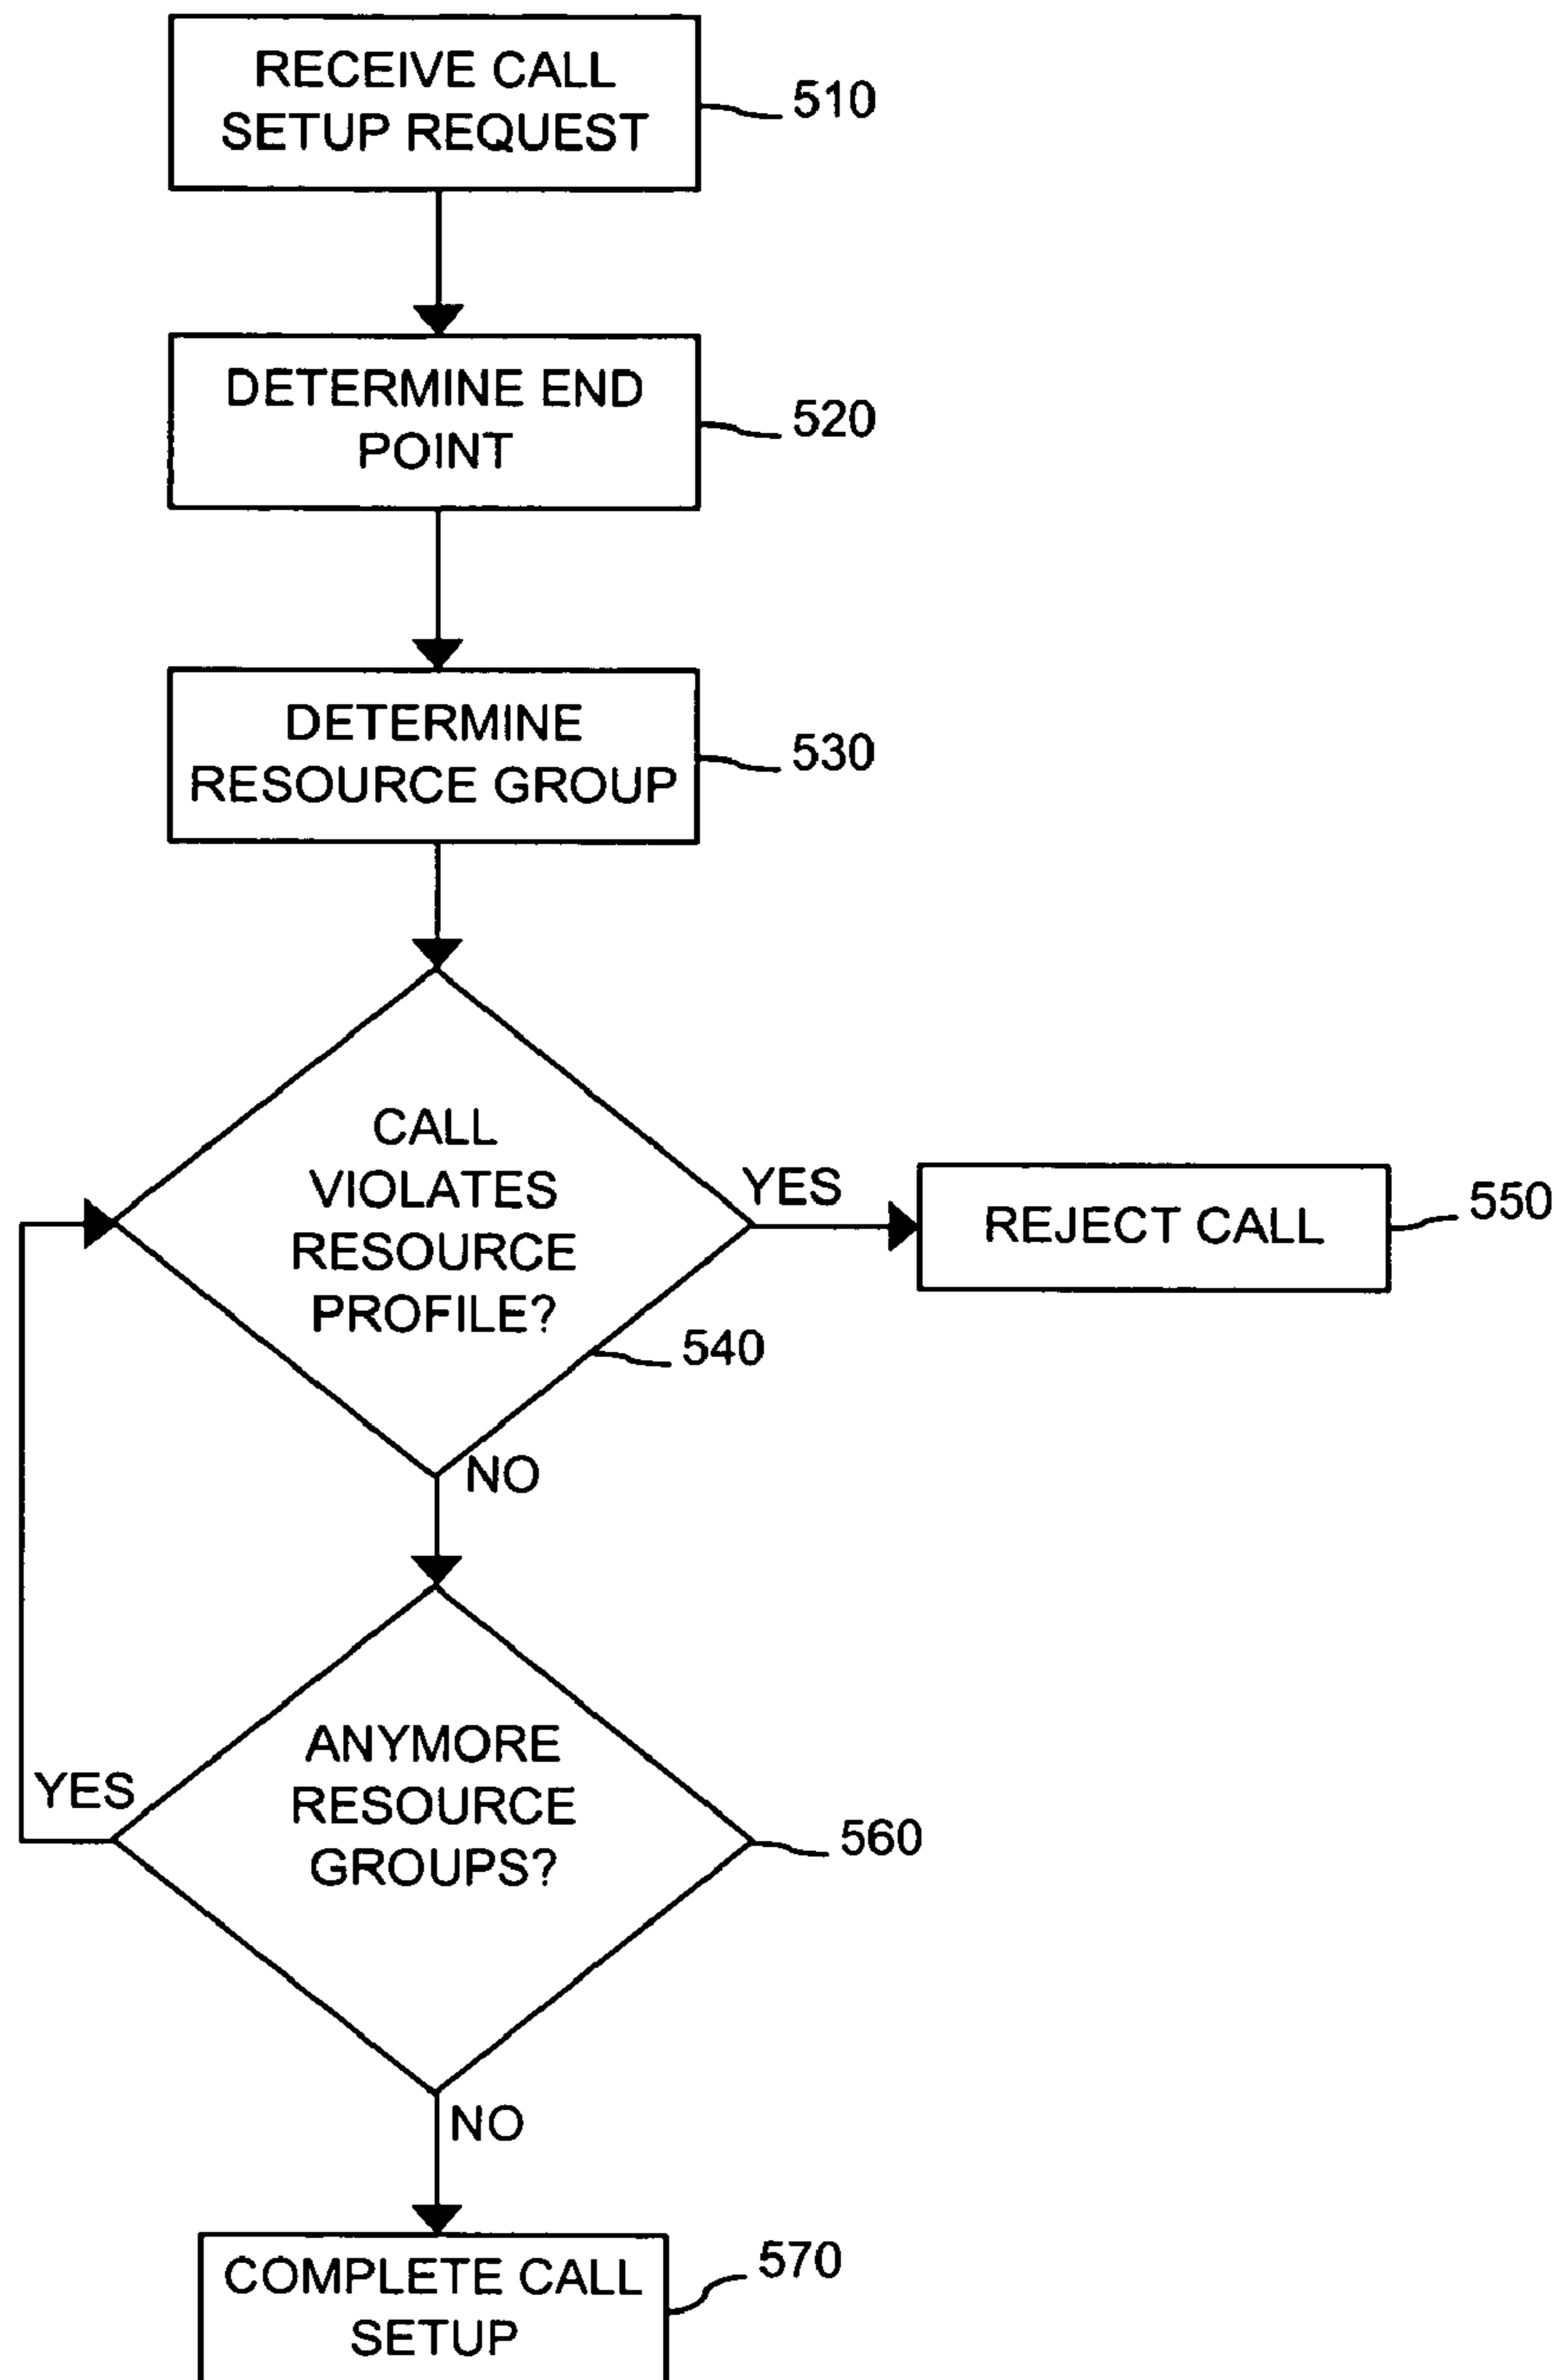 RECEIVE CALL
SETUP REQUEST
510
DETERMINE END
POINT
520
DETERMINE
RESOURCE GROUP
530
CALL
VIOLATES
RESOURCE
PROFILE?
540
YES
REJECT CALL
550
NO
ANYMORE
RESOURCE
GROUPS?
560
YES
NO
COMPLETE CALL
SETUP
570